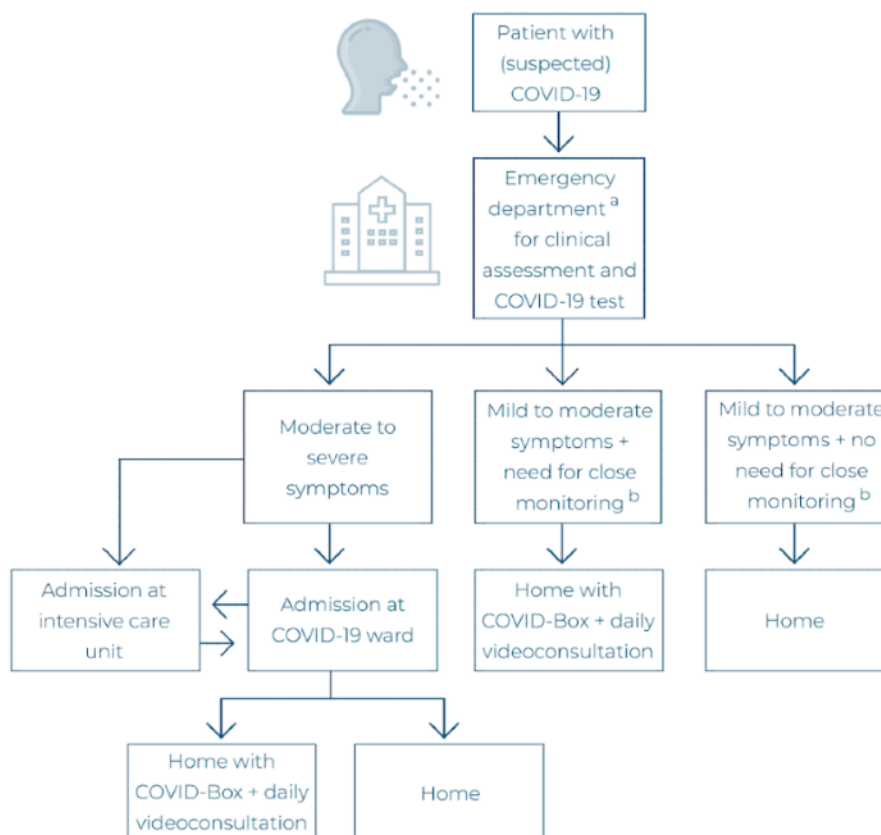 Patient with
(suspected)
COVID-19
Emergency
department a
for clinical
assessment and
COVID-19 test
Moderate to
severe
symptoms
Mild to moderate
symptoms +
need for close
monitoring b
Mild to moderate
symptoms + no
need for close
monitoring b
Admission at
intensive care
unit
Admission at
COVID-19 ward
Home with
COVID-Box + daily
videoconsultation
Home
Home with
COVID-Box + daily
videoconsultation
Home